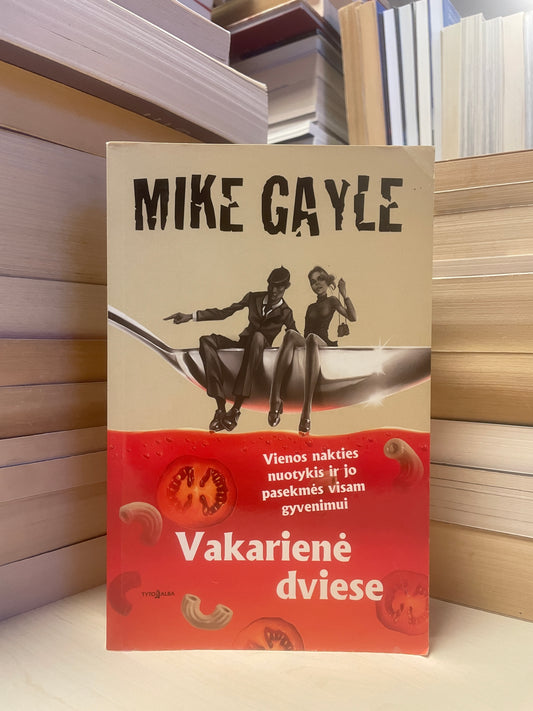 MIKE GAYLE
Vienos nakties
nuotykis ir jo
pasekmės visam
gyvenimui
Vakarienė
dviese
TYTO ALBA